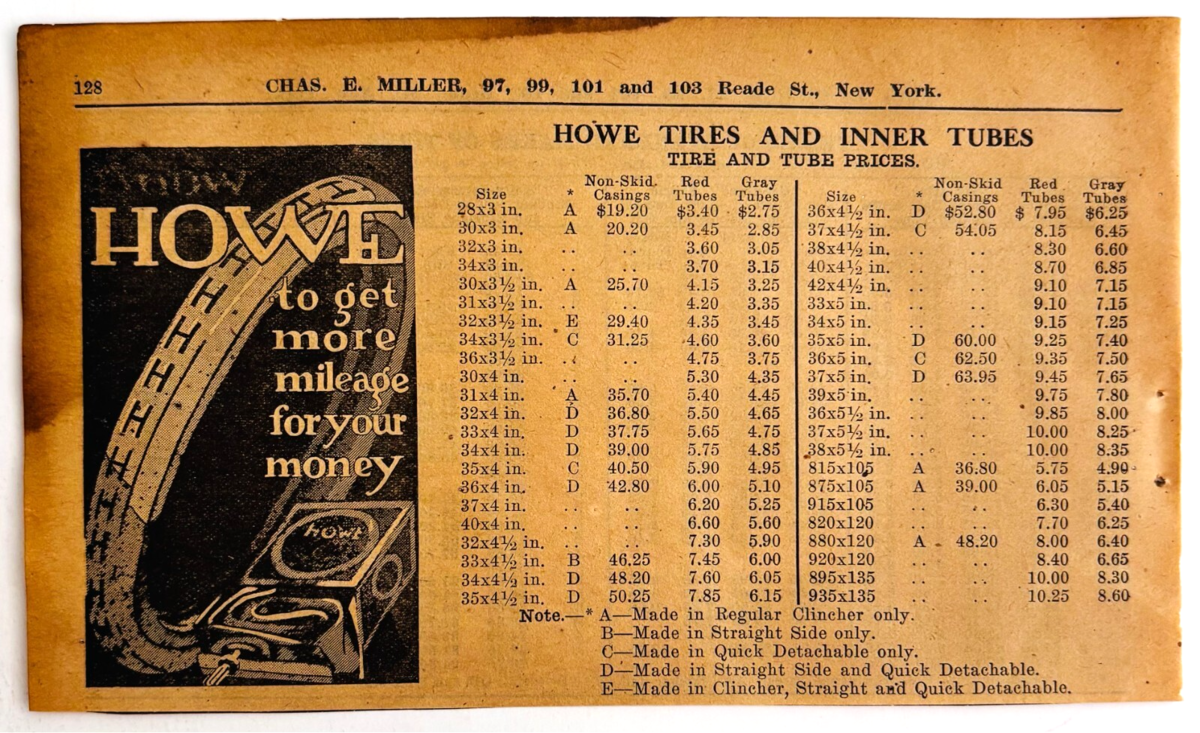 128
CHAS. E. MILLER, 97, 99, 101 and 103 Reade St., New York.
HOWE
to get
more
mileage
for your
money
HOWE
HOWE TIRES AND INNER TUBES
TIRE AND TUBE PRICES.
Size * Non-Skid Casings Red Tubes Gray Tubes
28x3 in. A $19.20 $3.40 $2.75
30x3 in. A 20.20 3.45 2.85
32x3 in. .. .. 3.60 3.05
34x3 in. .. .. 3.70 3.15
30x3½ in. A 25.70 4.15 3.25
31x3½ in. .. .. 4.20 3.35
32x3½ in. E 29.40 4.35 3.45
34x3½ in. C 31.25 4.60 3.60
36x3½ in. .. .. 4.75 3.75
30x4 in. .. .. 5.30 4.35
31x4 in. A 35.70 5.40 4.45
32x4 in. D 36.80 5.50 4.65
33x4 in. D 37.75 5.65 4.75
34x4 in. D 39.00 5.75 4.85
35x4 in. C 40.50 5.90 4.95
36x4 in. D 42.80 6.00 5.10
37x4 in. .. .. 6.20 5.25
40x4 in. .. .. 6.60 5.60
32x4½ in. .. .. 7.30 5.90
33x4½ in. B 46.25 7.45 6.00
34x4½ in. D 48.20 7.60 6.05
35x4½ in. D 50.25 7.85 6.15
Size * Non-Skid Casings Red Tubes Gray Tubes
36x4½ in. D $52.80 $ 7.95 $6.25
37x4½ in. C 54.05 8.15 6.45
38x4½ in. .. .. 8.30 6.60
40x4½ in. .. .. 8.70 6.85
42x4½ in. .. .. 9.10 7.15
33x5 in. .. .. 9.10 7.15
34x5 in. .. .. 9.15 7.25
35x5 in. D 60.00 9.25 7.40
36x5 in. C 62.50 9.35 7.50
37x5 in. D 63.95 9.45 7.65
39x5 in. .. .. 9.75 7.80
36x5½ in. .. .. 9.85 8.00
37x5½ in. .. .. 10.00 8.25
38x5½ in. .. .. 10.00 8.35
815x105 A 36.80 5.75 4.90
875x105 A 39.00 6.05 5.15
915x105 .. .. 6.30 5.40
820x120 .. .. 7.70 6.25
880x120 A 48.20 8.00 6.40
920x120 .. .. 8.40 6.65
895x135 .. .. 10.00 8.30
935x135 .. .. 10.25 8.60
Note.—* A—Made in Regular Clincher only.
B—Made in Straight Side only.
C—Made in Quick Detachable only.
D—Made in Straight Side and Quick Detachable.
E—Made in Clincher, Straight and Quick Detachable.